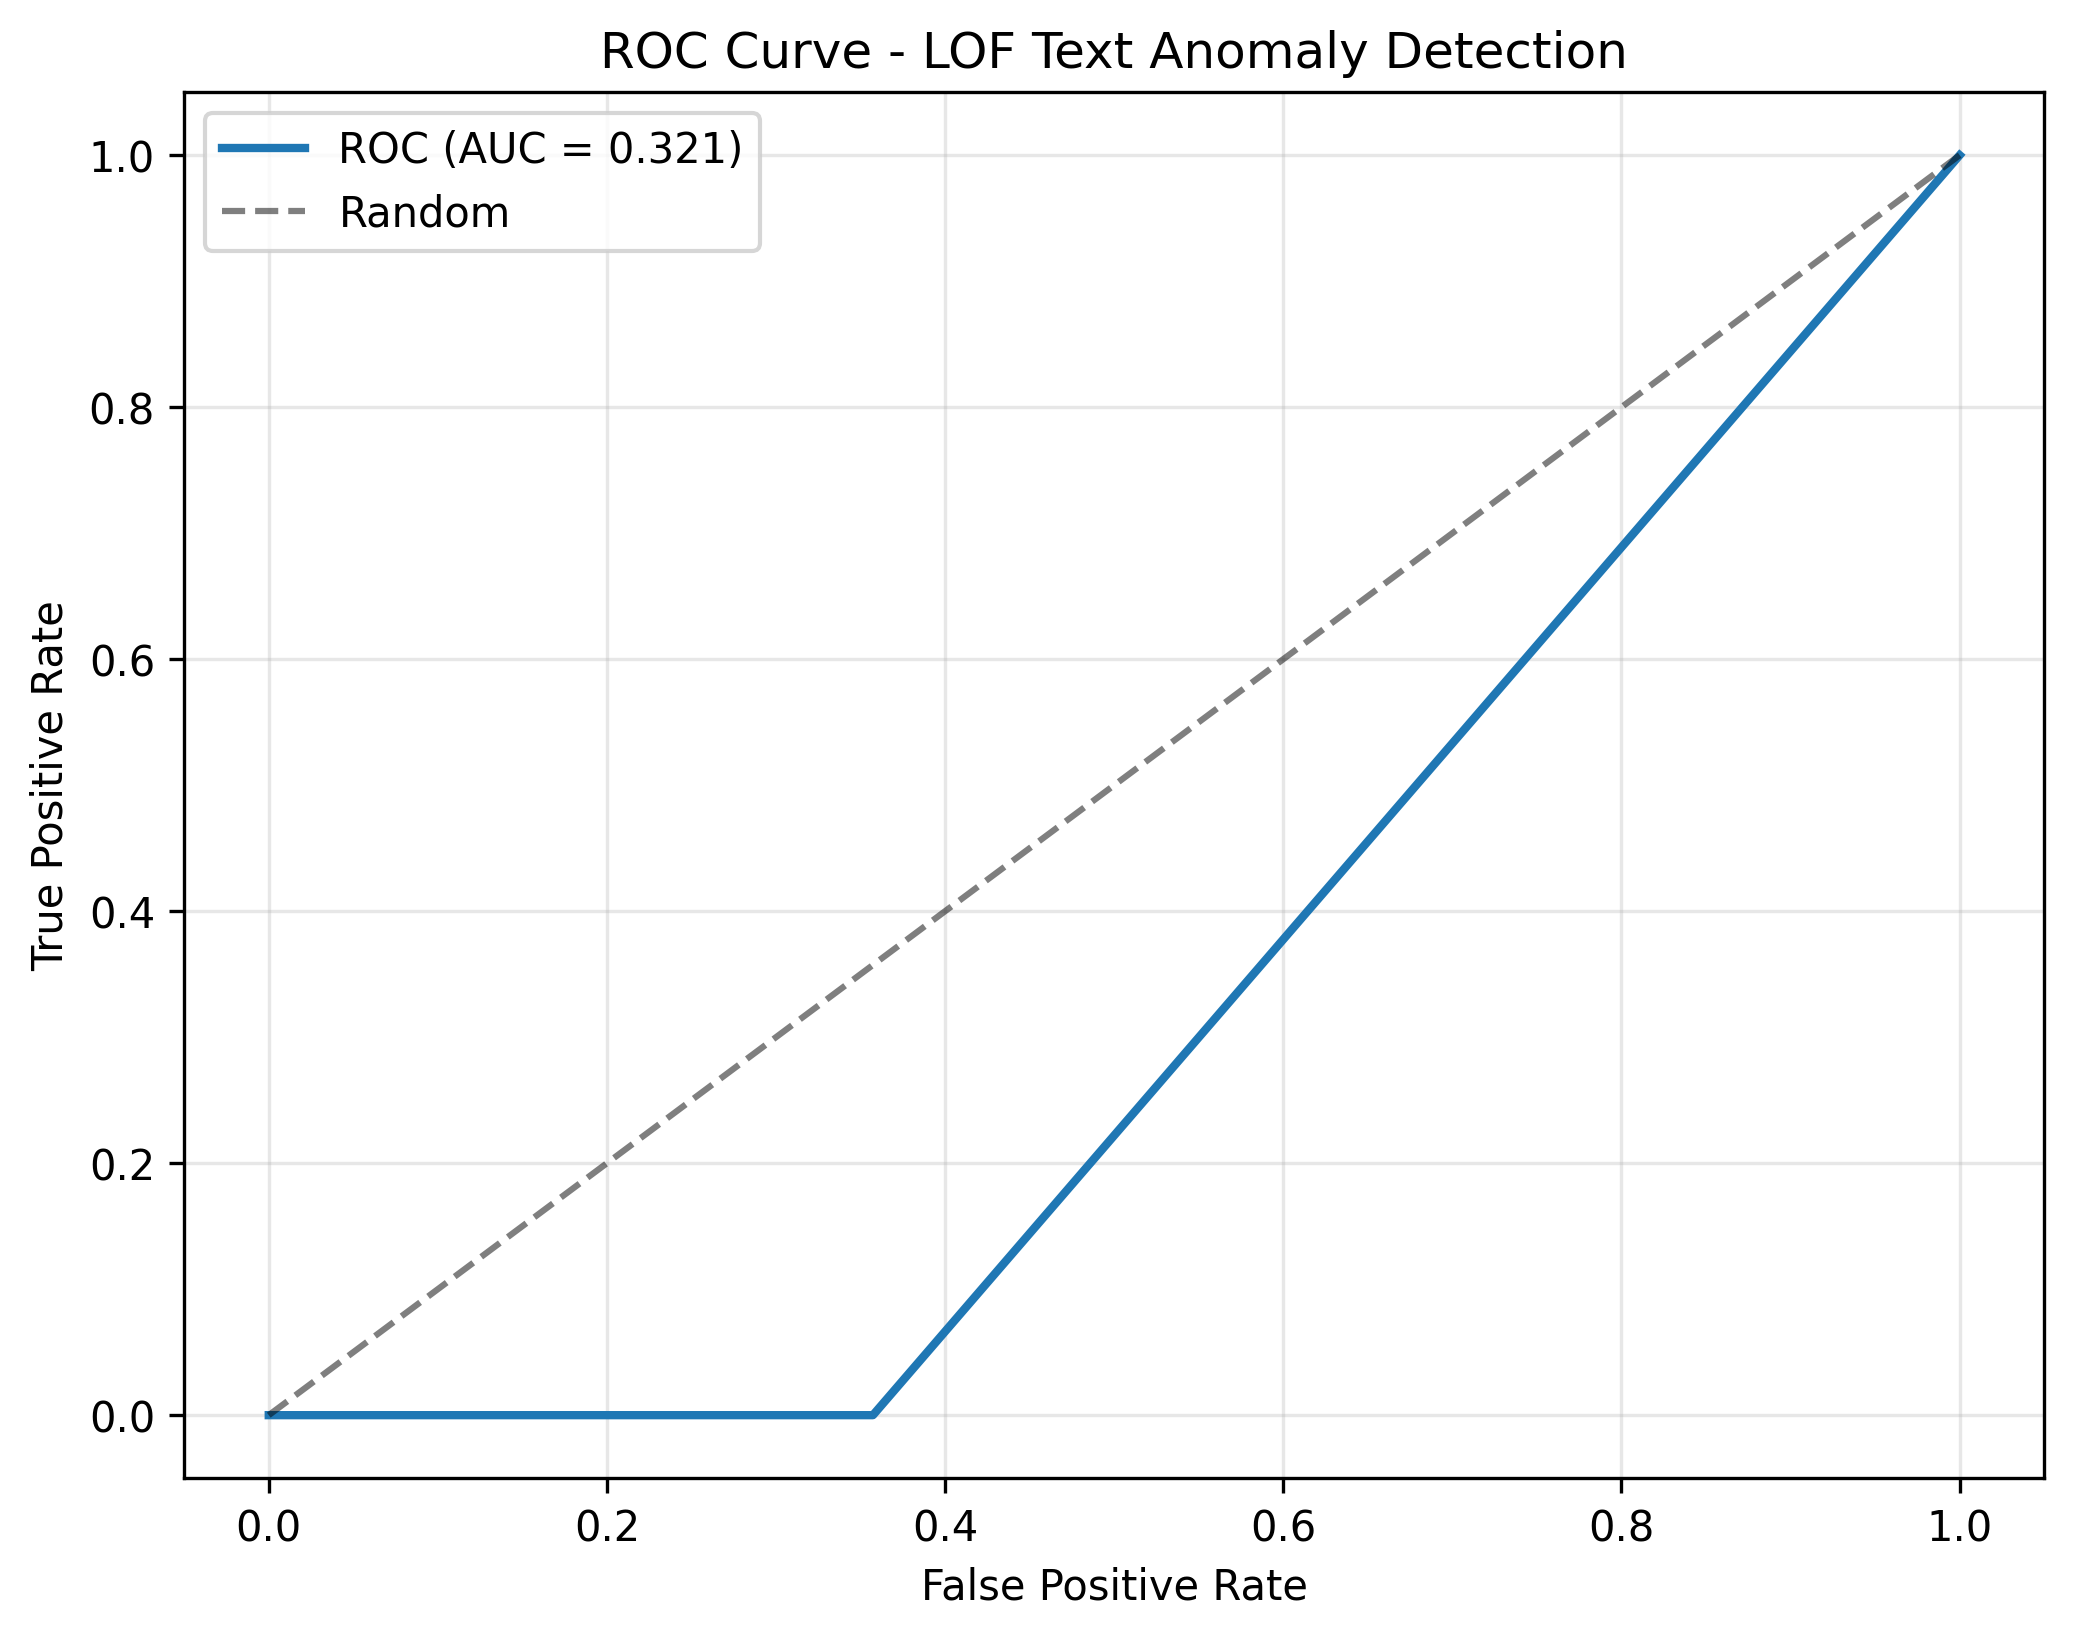 ROC Curve - LOF Text Anomaly Detection
ROC (AUC = 0.321)
Random
1.0
0.8
0.6
0.4
0.2
0.0
True Positive Rate
0.0 0.2 0.4 0.6 0.8 1.0
False Positive Rate